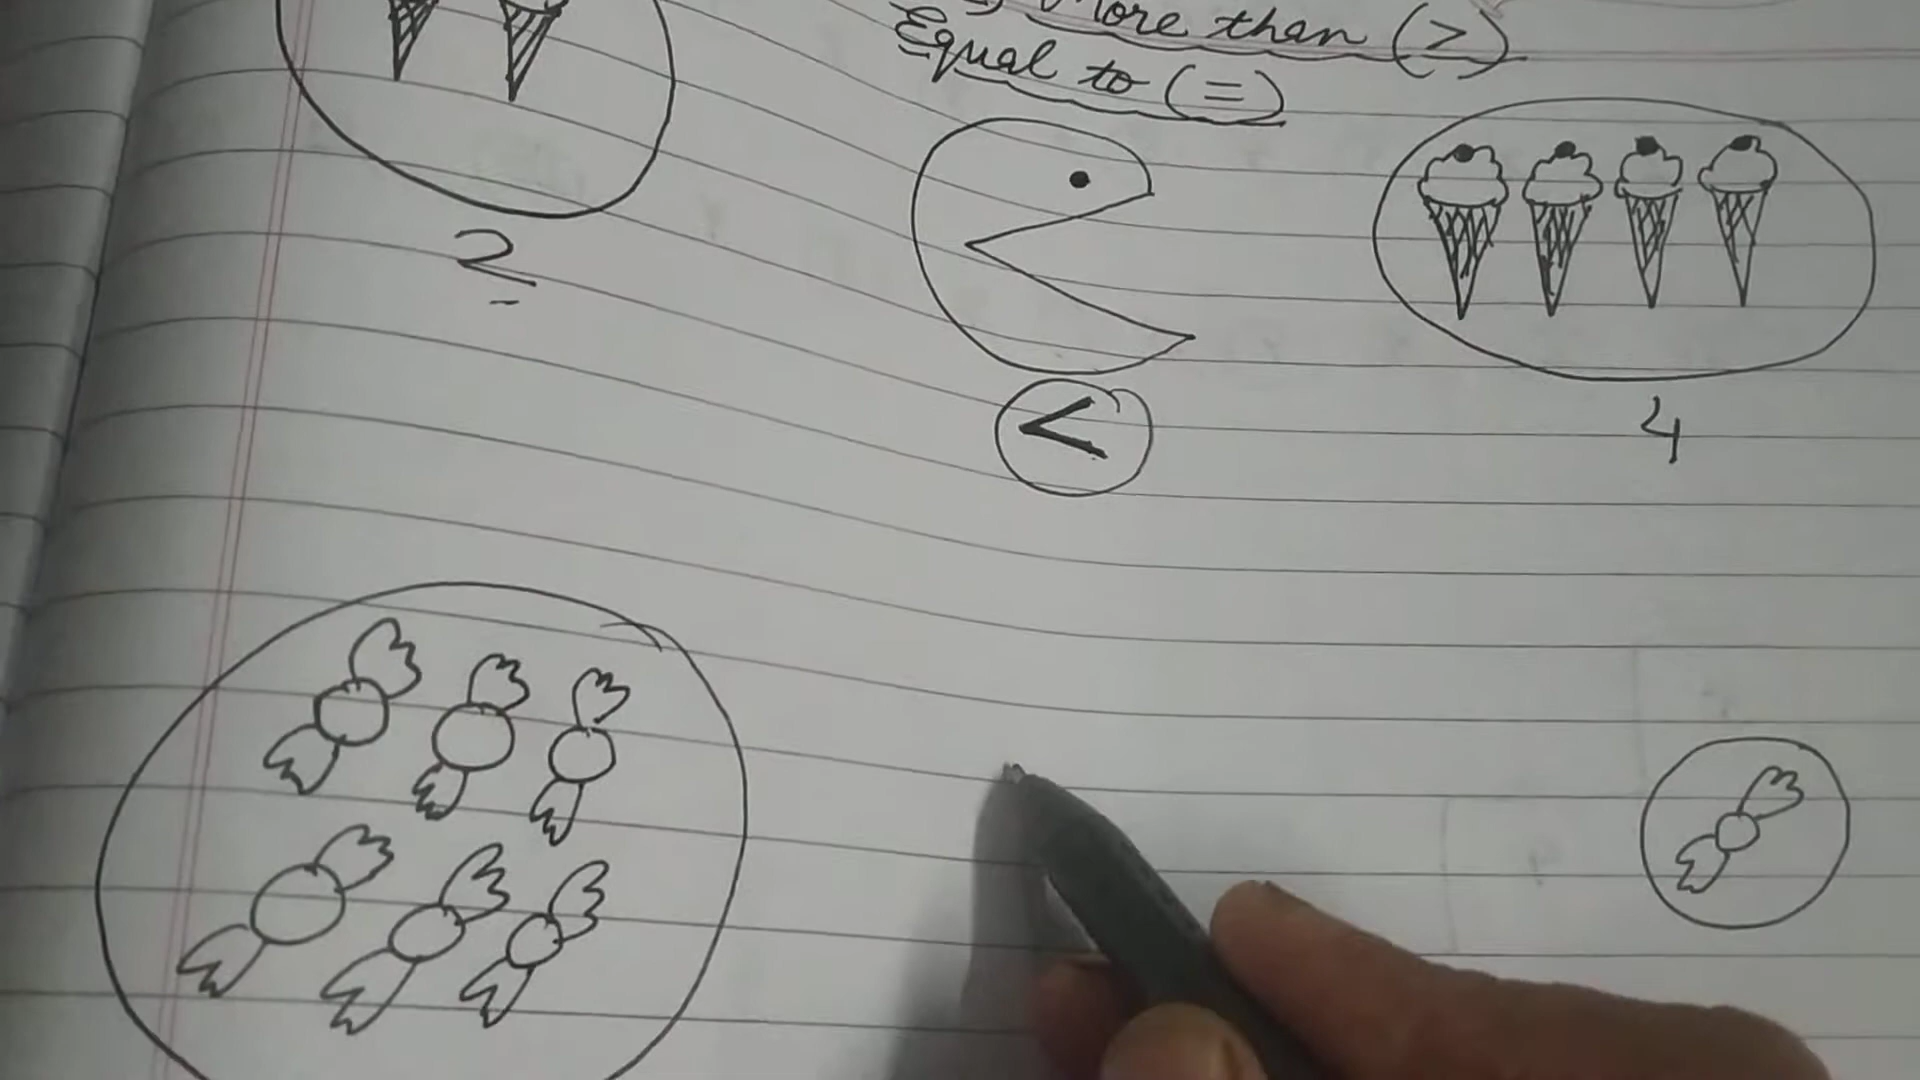 More than (>)
Equal to (=)
2 < 4